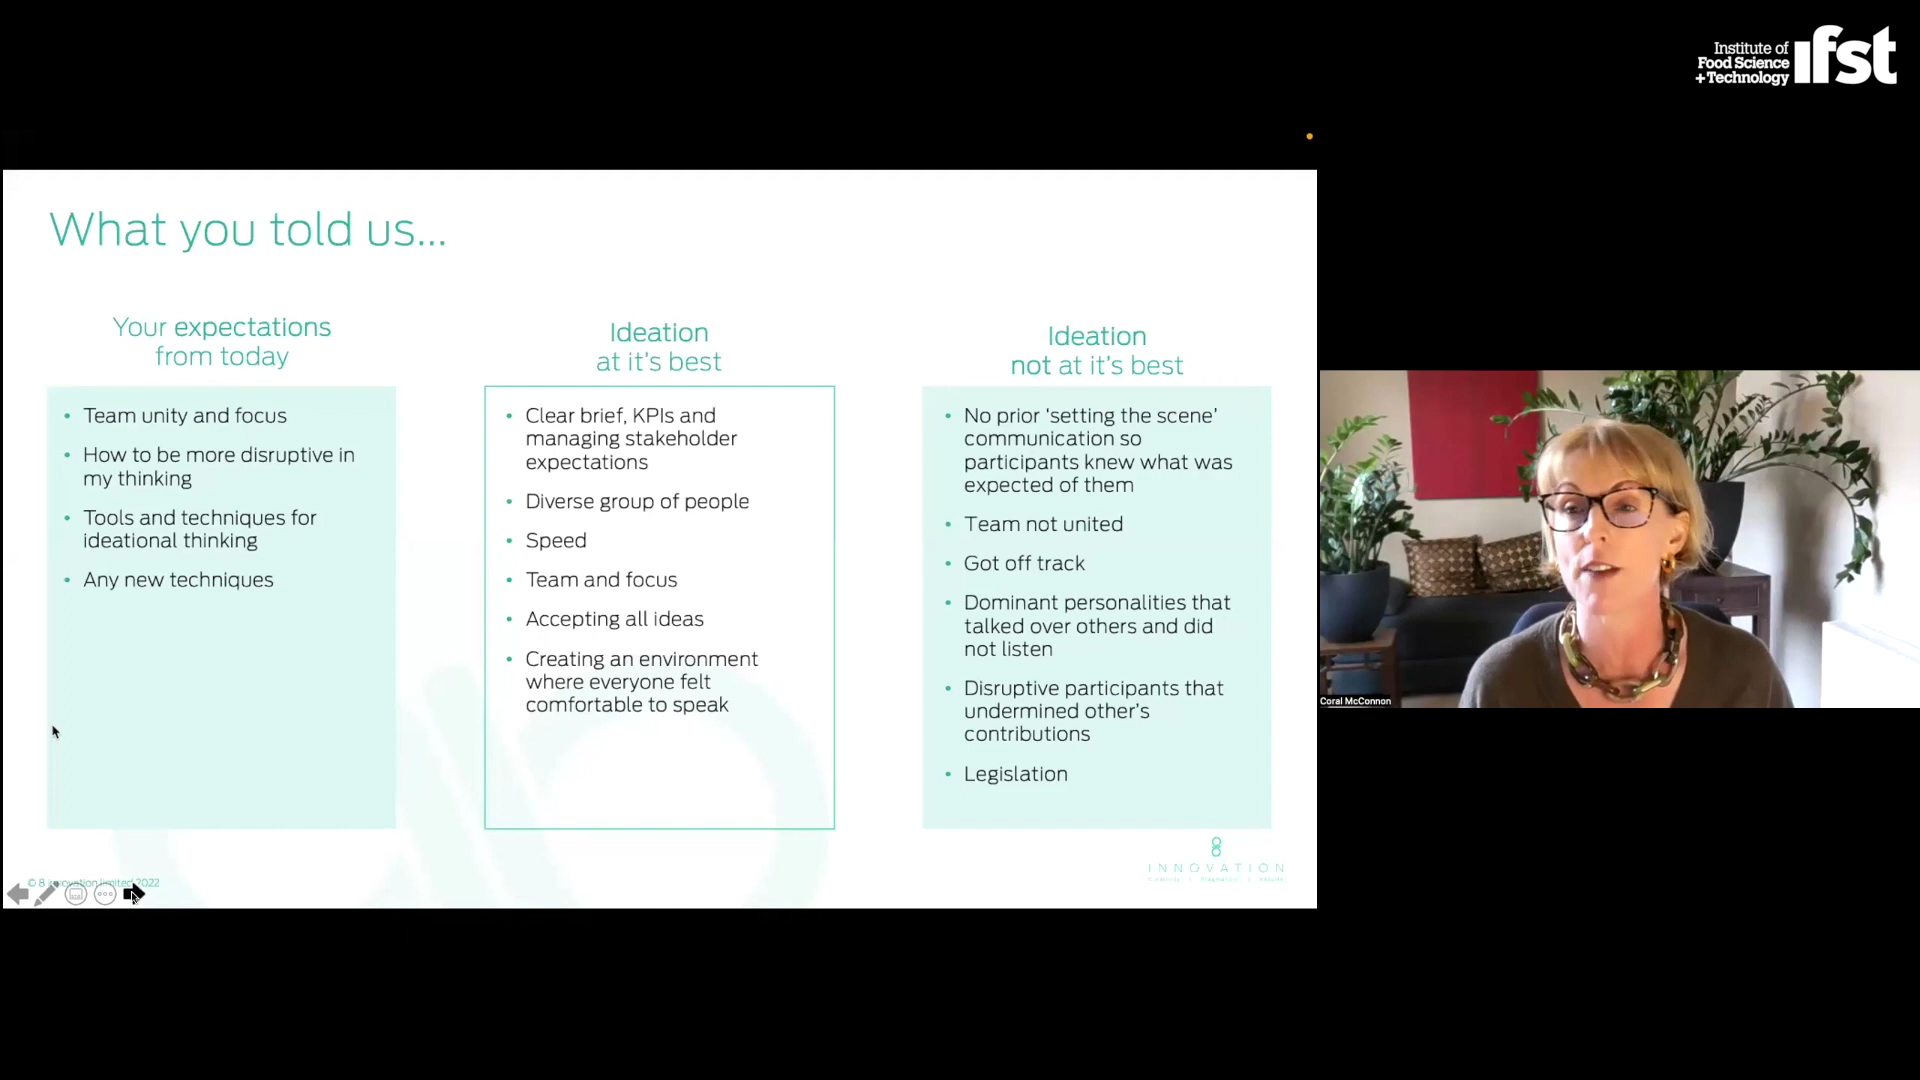 Institute of
Food Science
+Technology
ifst
What you told us...
Your expectations
from today
• Team unity and focus
• How to be more disruptive in
my thinking
• Tools and techniques for
ideational thinking
• Any new techniques
Ideation
at it's best
• Clear brief, KPIs and
managing stakeholder
expectations
• Diverse group of people
• Speed
• Team and focus
• Accepting all ideas
• Creating an environment
where everyone felt
comfortable to speak
Ideation
not at it's best
• No prior 'setting the scene'
communication so
participants knew what was
expected of them
• Team not united
• Got off track
• Dominant personalities that
talked over others and did
not listen
• Disruptive participants that
undermined other's
contributions
• Legislation
Coral McConnon
8
INNOVATION
© 8 innovation limited 2022